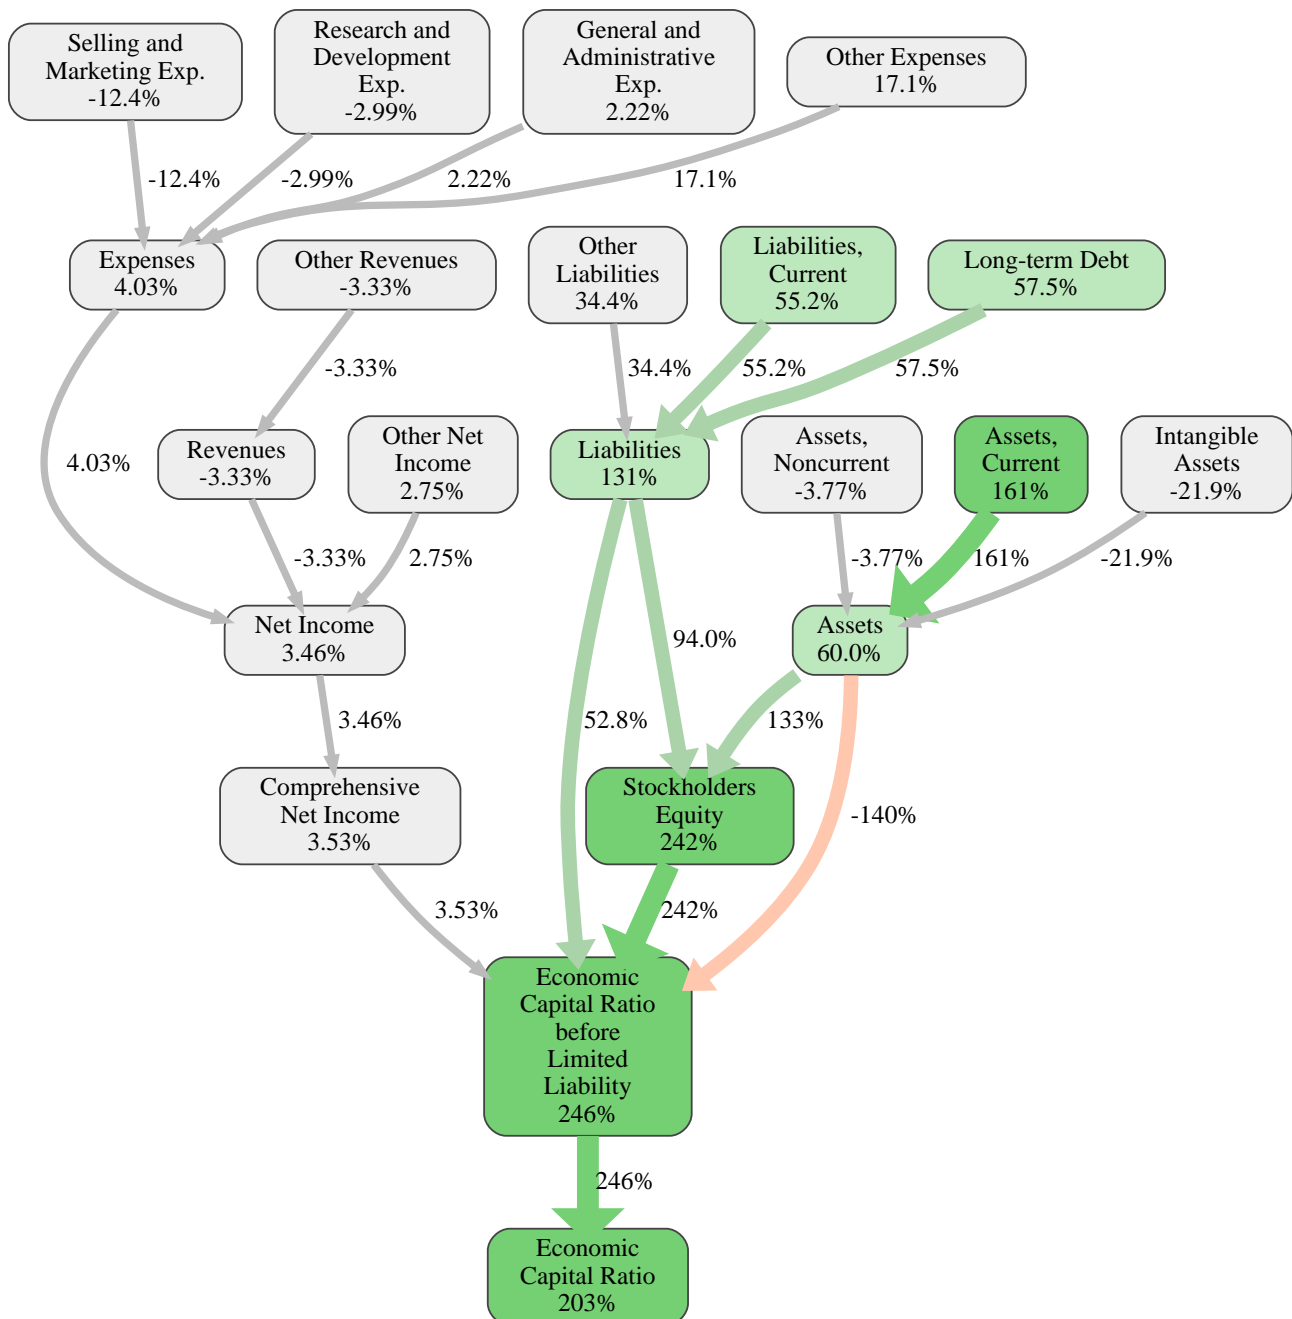 Selling and
Marketing Exp.
-12.4%
Research and
Development
Exp.
-2.99%
General and
Administrative
Exp.
2.22%
Other Expenses
17.1%
-12.4%
-2.99%
2.22%
17.1%
Expenses
4.03%
Other Revenues
-3.33%
Other
Liabilities
34.4%
Liabilities,
Current
55.2%
Long-term Debt
57.5%
-3.33%
34.4%
55.2%
57.5%
4.03%
Revenues
-3.33%
Other Net
Income
2.75%
Liabilities
131%
Assets,
Noncurrent
-3.77%
Assets,
Current
161%
Intangible
Assets
-21.9%
-3.33%
2.75%
-3.77%
161%
-21.9%
Net Income
3.46%
94.0%
Assets
60.0%
3.46%
52.8%
133%
Comprehensive
Net Income
3.53%
Stockholders
Equity
242%
-140%
3.53%
242%
Economic
Capital Ratio
before
Limited
Liability
246%
246%
Economic
Capital Ratio
203%